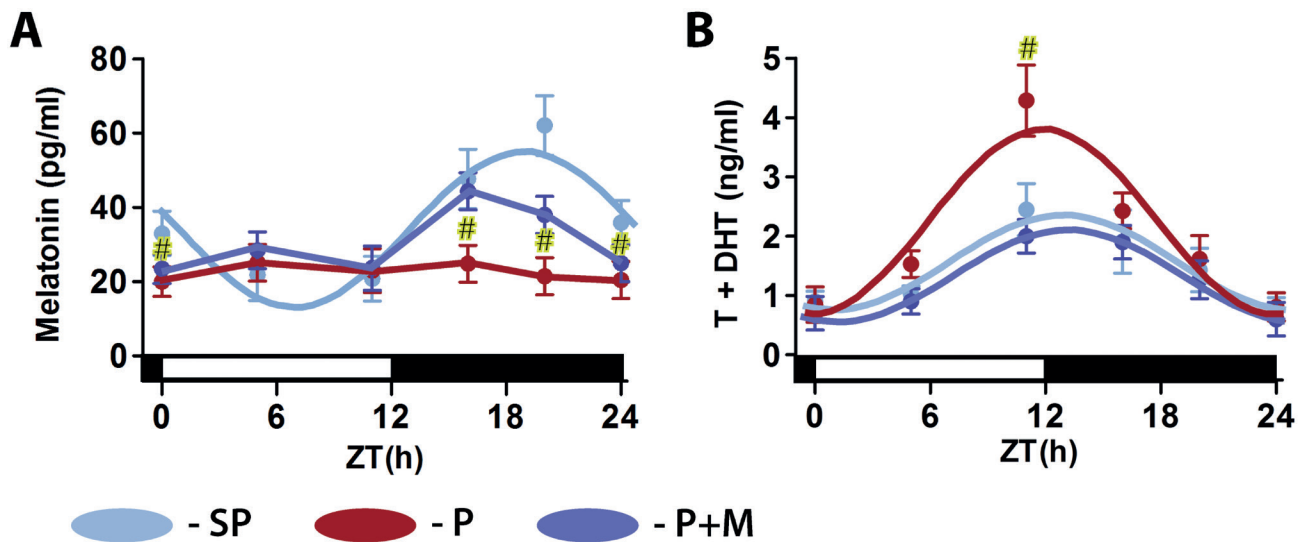 A
B
Melatonin (pg/ml)
80
60
40
20
0
# # # #
0 6 12 18 24
ZT(h)
T + DHT (ng/ml)
5
4
3
2
1
0
#
0 6 12 18 24
ZT(h)
- SP - P - P+M